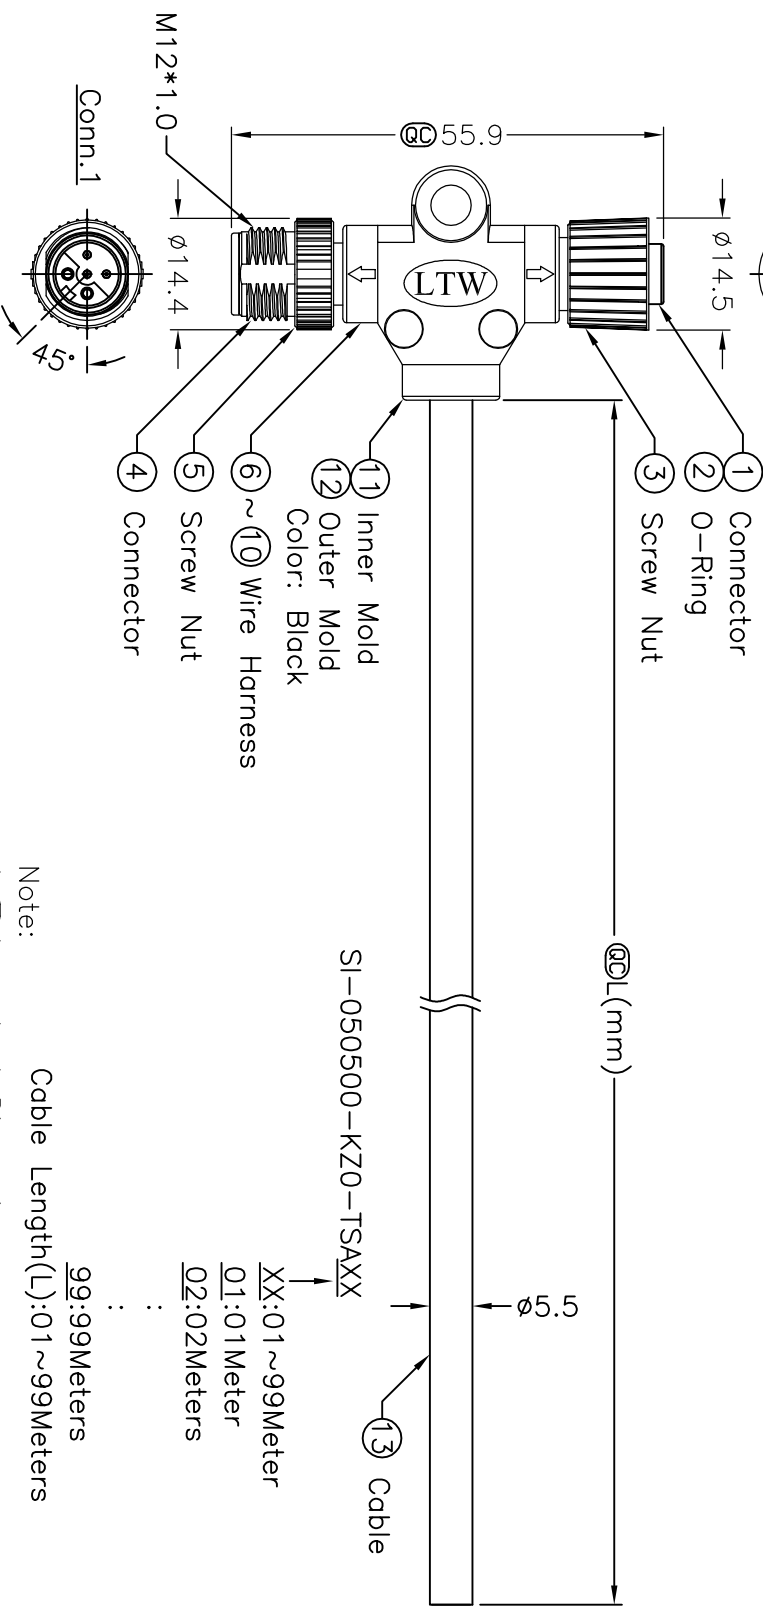 Conn.1
M12*1.0
QC 55.9
ø14.4
ø14.5
45°
LTW
1 Connector
2 O-Ring
3 Screw Nut
11 Inner Mold
12 Outer Mold
Color: Black
6 ~ 10 Wire Harness
5 Screw Nut
4 Connector
QC L(mm)
SI-050500-KZ0-TSAXX
XX:01~99Meter
01:01Meter
02:02Meters
:
:
99:99Meters
Cable Length(L):01~99Meters
ø5.5
13 Cable
Note: